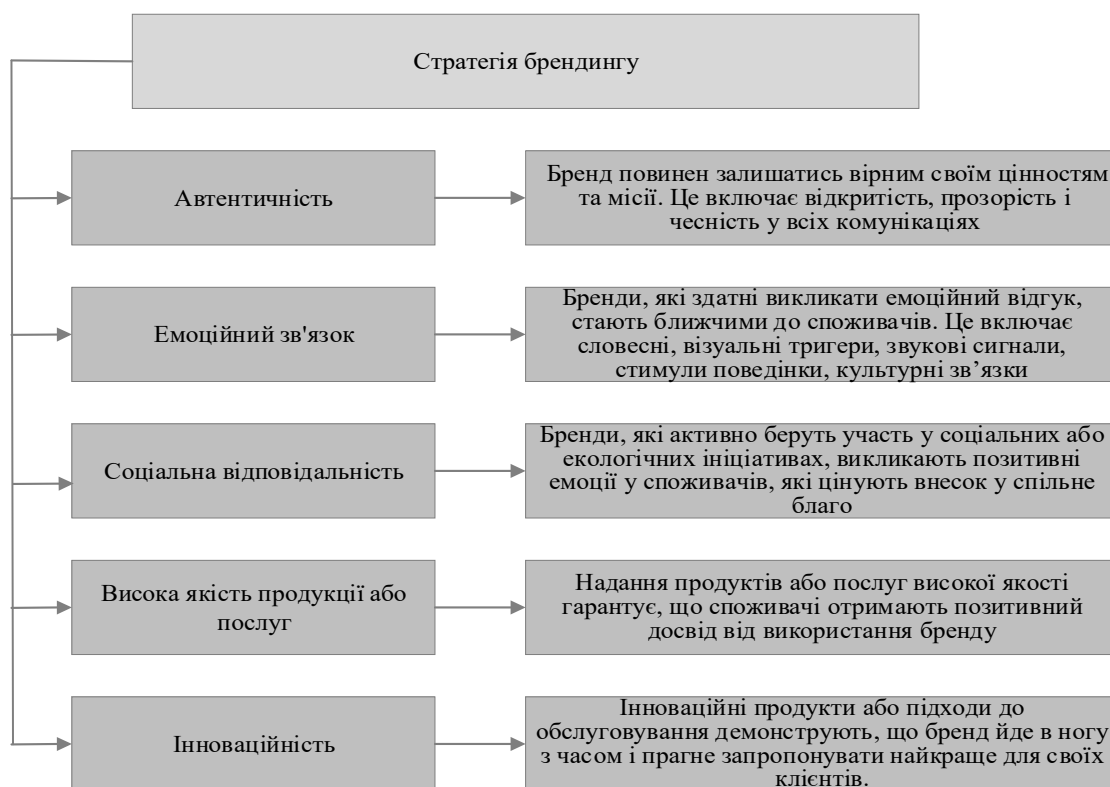 Стратегія брендингу
Автентичність
Бренд повинен залишатись вірним своїм цінностям
та місії. Це включає відкритість, прозорість і
чесність у всіх комунікаціях
Емоційний зв'язок
Бренди, які здатні викликати емоційний відгук,
стають ближчими до споживачів. Це включає
словесні, візуальні тригери, звукові сигнали,
стимули поведінки, культурні зв’язки
Соціальна відповідальність
Бренди, які активно беруть участь у соціальних або
екологічних ініціативах, викликають позитивні
емоції у споживачів, які цінують внесок у спільне
благо
Висока якість продукції або
послуг
Надання продуктів або послуг високої якості
гарантує, що споживачі отримають позитивний
досвід від використання бренду
Інноваційність
Інноваційні продукти або підходи до
обслуговування демонструють, що бренд йде в ногу
з часом і прагне запропонувати найкраще для своїх
клієнтів.